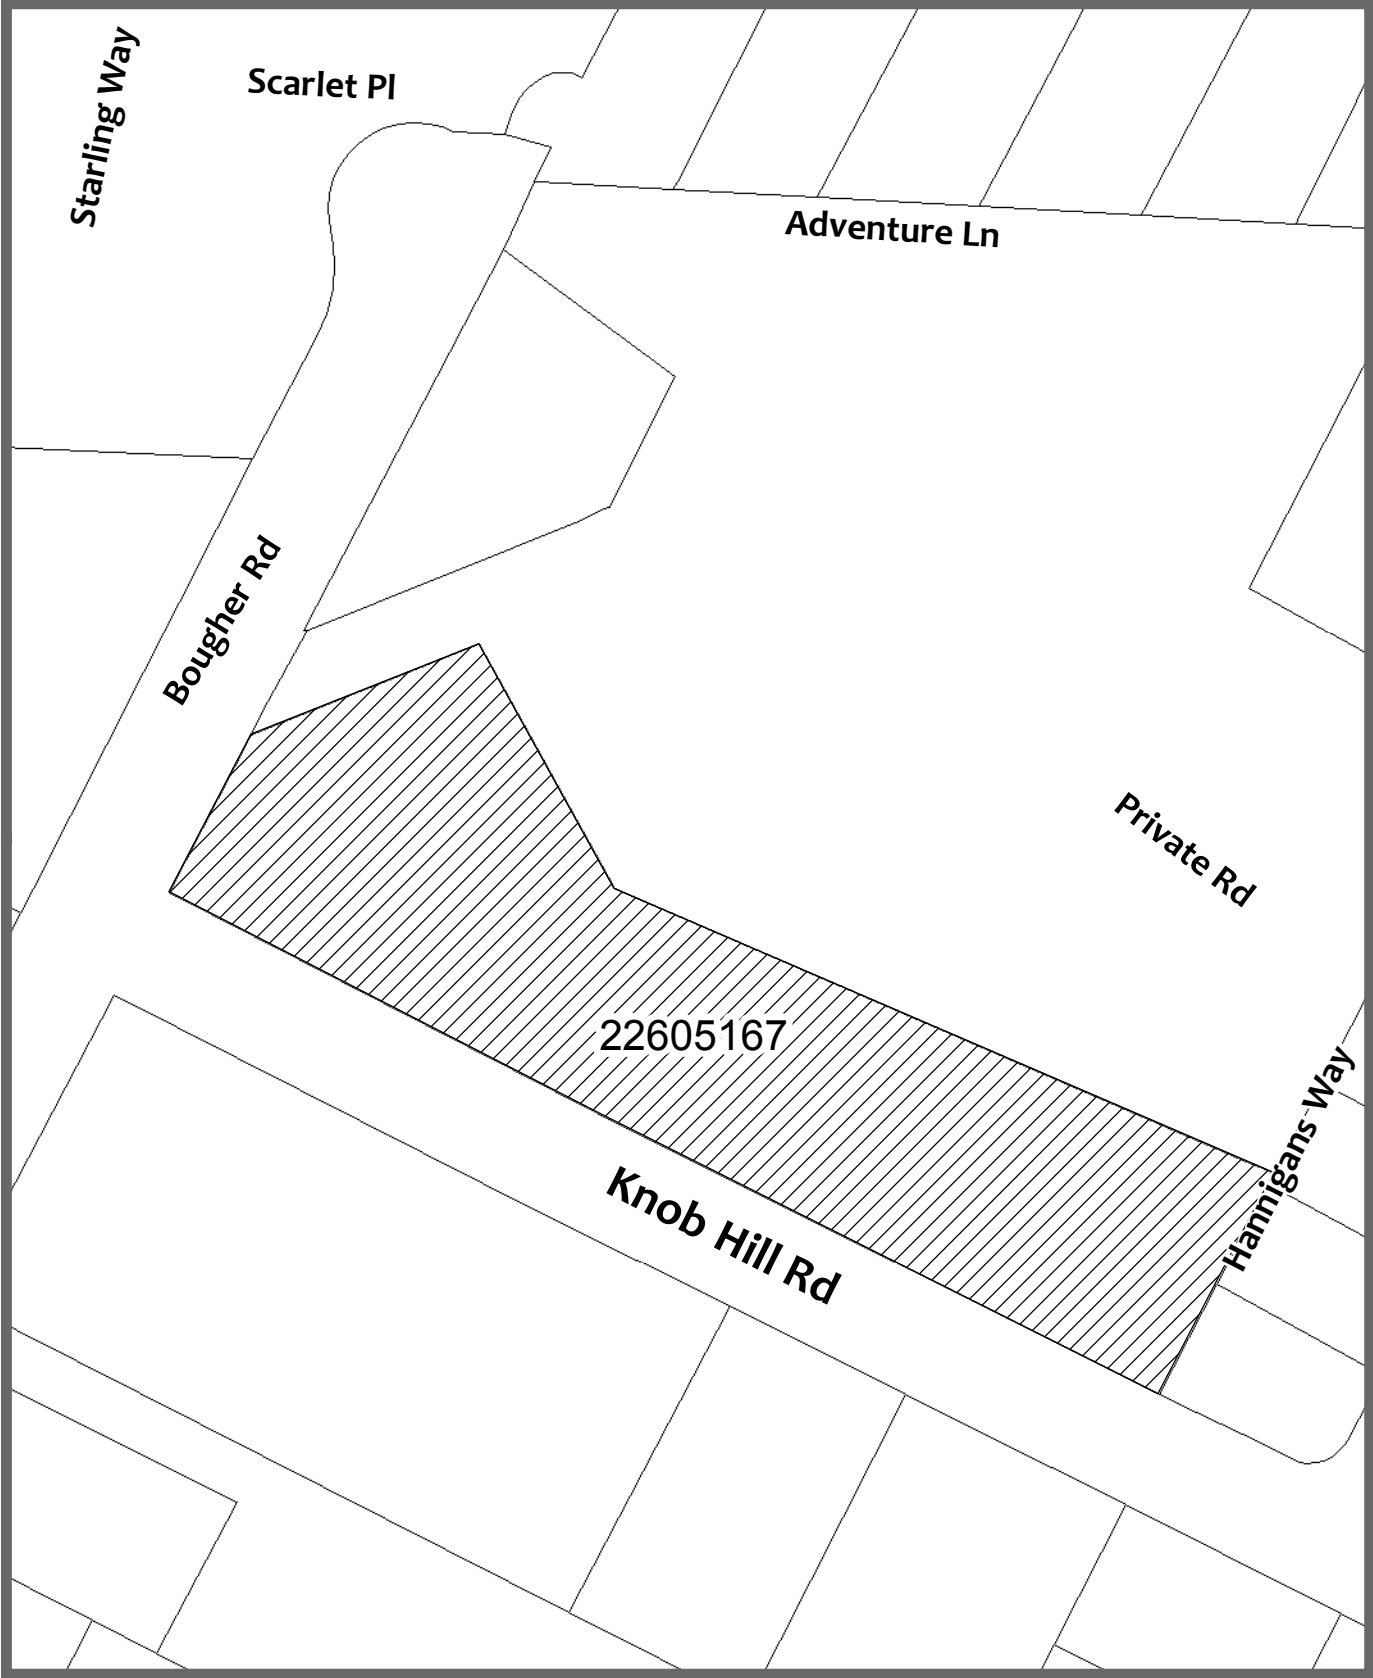 Starling Way
Scarlet Pl
Adventure Ln
Bougher Rd
Private Rd
22605167
Hannigans Way
Knob Hill Rd